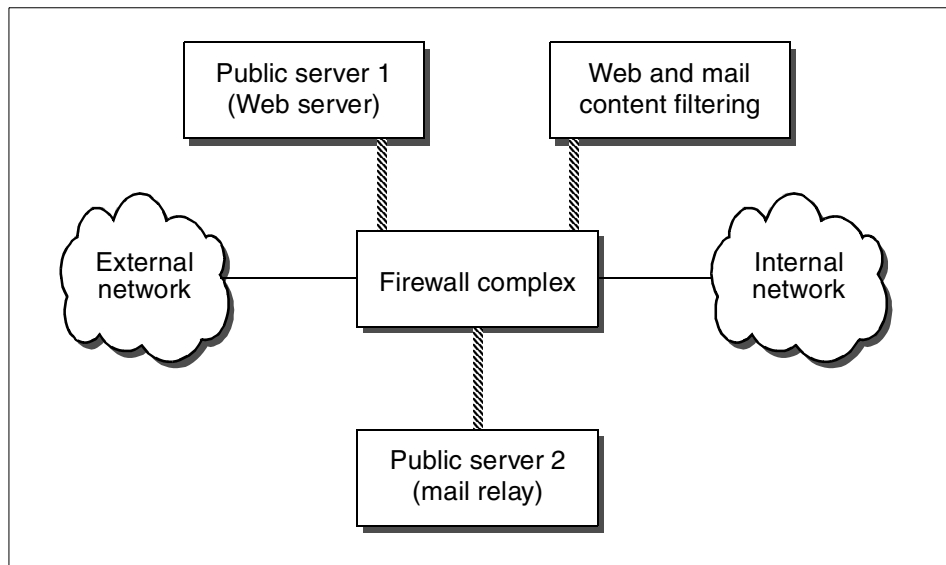 Public server 1
(Web server)
Web and mail
content filtering
External
network
Firewall complex
Internal
network
Public server 2
(mail relay)